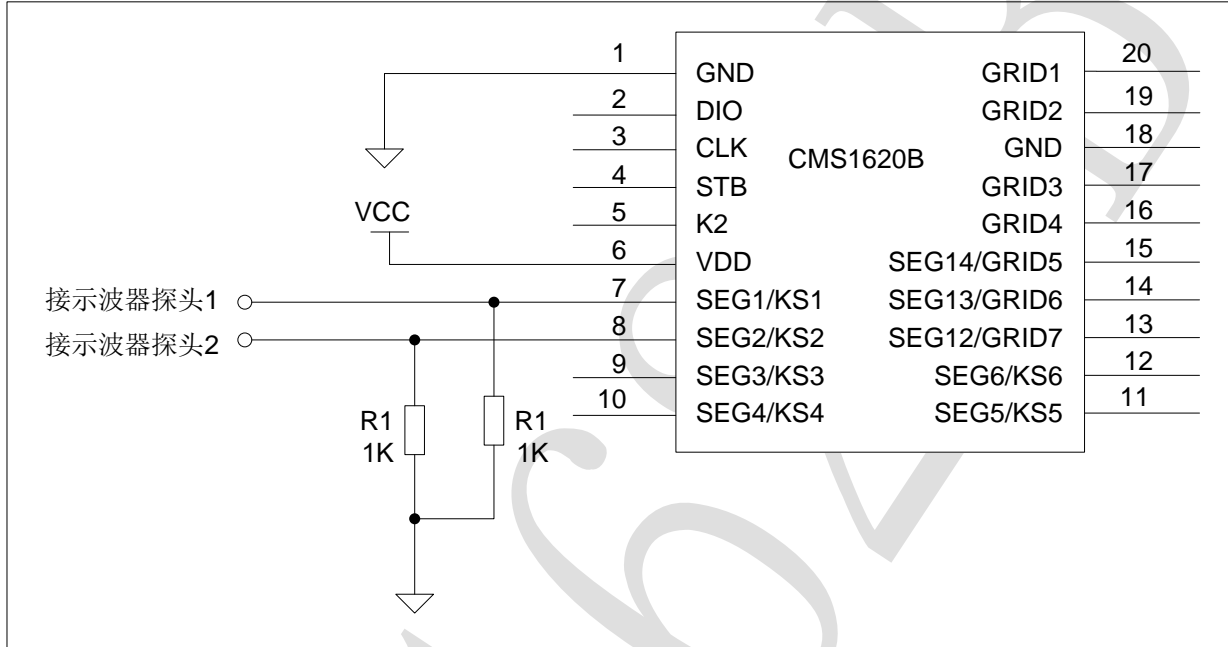 1
GND
2
DIO
3
CLK
4
STB
5
K2
6
VDD
7
SEG1/KS1
8
SEG2/KS2
9
SEG3/KS3
10
SEG4/KS4
CMS1620B
20
GRID1
19
GRID2
18
GND
17
GRID3
16
GRID4
15
SEG14/GRID5
14
SEG13/GRID6
13
SEG12/GRID7
12
SEG6/KS6
11
SEG5/KS5
VCC
接示波器探头1
接示波器探头2
R1
1K
R1
1K